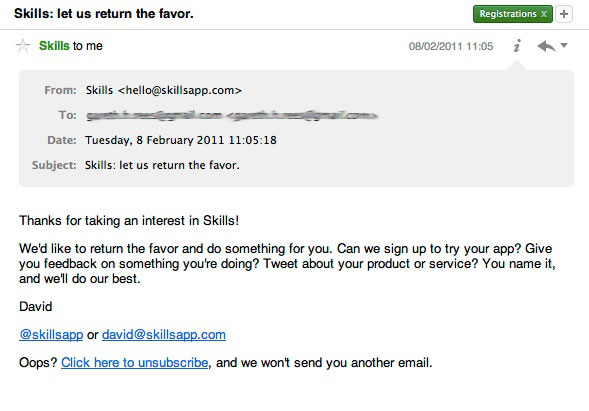 Skills: let us return the favor.
Registrations x +
Skills to me 08/02/2011 11:05 i
From: Skills <hello@skillsapp.com>
To:
Date: Tuesday, 8 February 2011 11:05:18
Subject: Skills: let us return the favor.
Thanks for taking an interest in Skills!
We'd like to return the favor and do something for you. Can we sign up to try your app? Give
you feedback on something you're doing? Tweet about your product or service? You name it,
and we'll do our best.
David
@skillsapp or david@skillsapp.com
Oops? Click here to unsubscribe, and we won't send you another email.